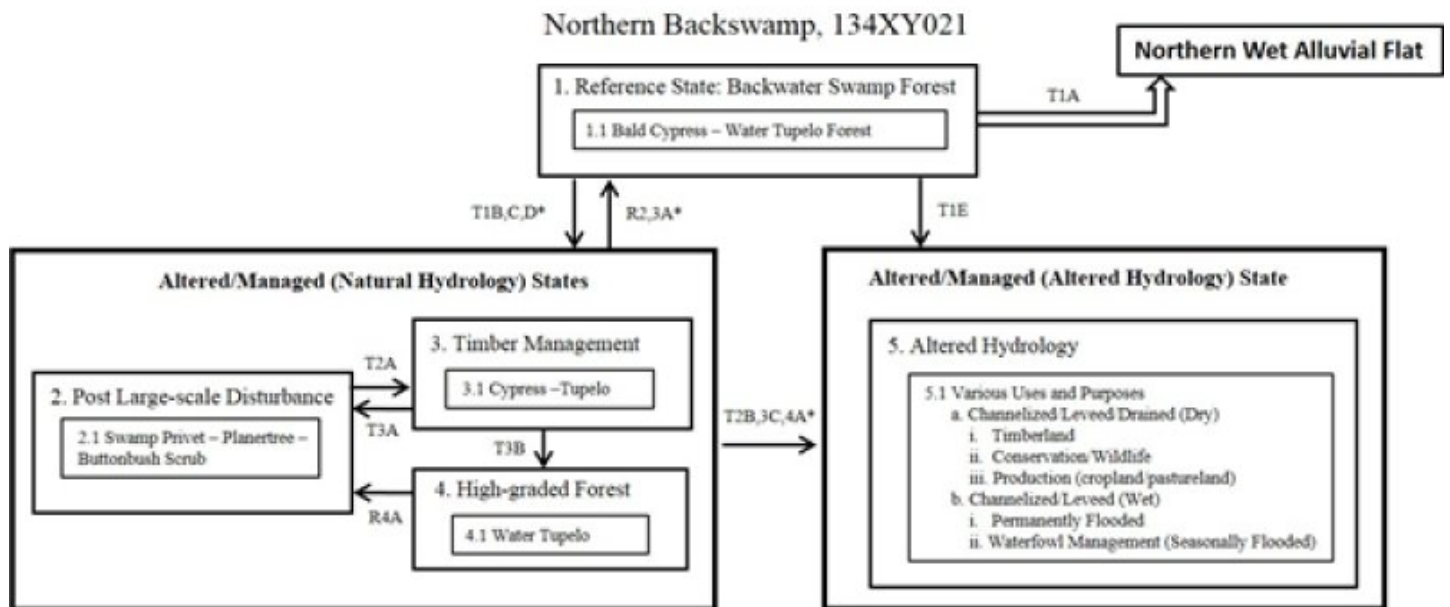 Northern Backswamp, 134XY021
Northern Wet Alluvial Flat
1. Reference State: Backwater Swamp Forest
T1A
1.1 Bald Cypress – Water Tupelo Forest
T1B,C,D*
R2,3A*
T1E
Altered/Managed (Natural Hydrology) States
Altered/Managed (Altered Hydrology) State
3. Timber Management
3.1 Cypress –Tupelo
T2A
2. Post Large-scale Disturbance
2.1 Swamp Privet – Planertree –
Buttonbush Scrub
T3A
T3B
4. High-graded Forest
4.1 Water Tupelo
R4A
T2B,3C,4A*
5. Altered Hydrology
5.1 Various Uses and Purposes
a. Channelized/Leveed/Drained (Dry)
i. Timberland
ii. Conservation/Wildlife
iii. Production (cropland/pastureland)
b. Channelized/Leveed (Wet)
i. Permanently Flooded
ii. Waterfowl Management (Seasonally Flooded)